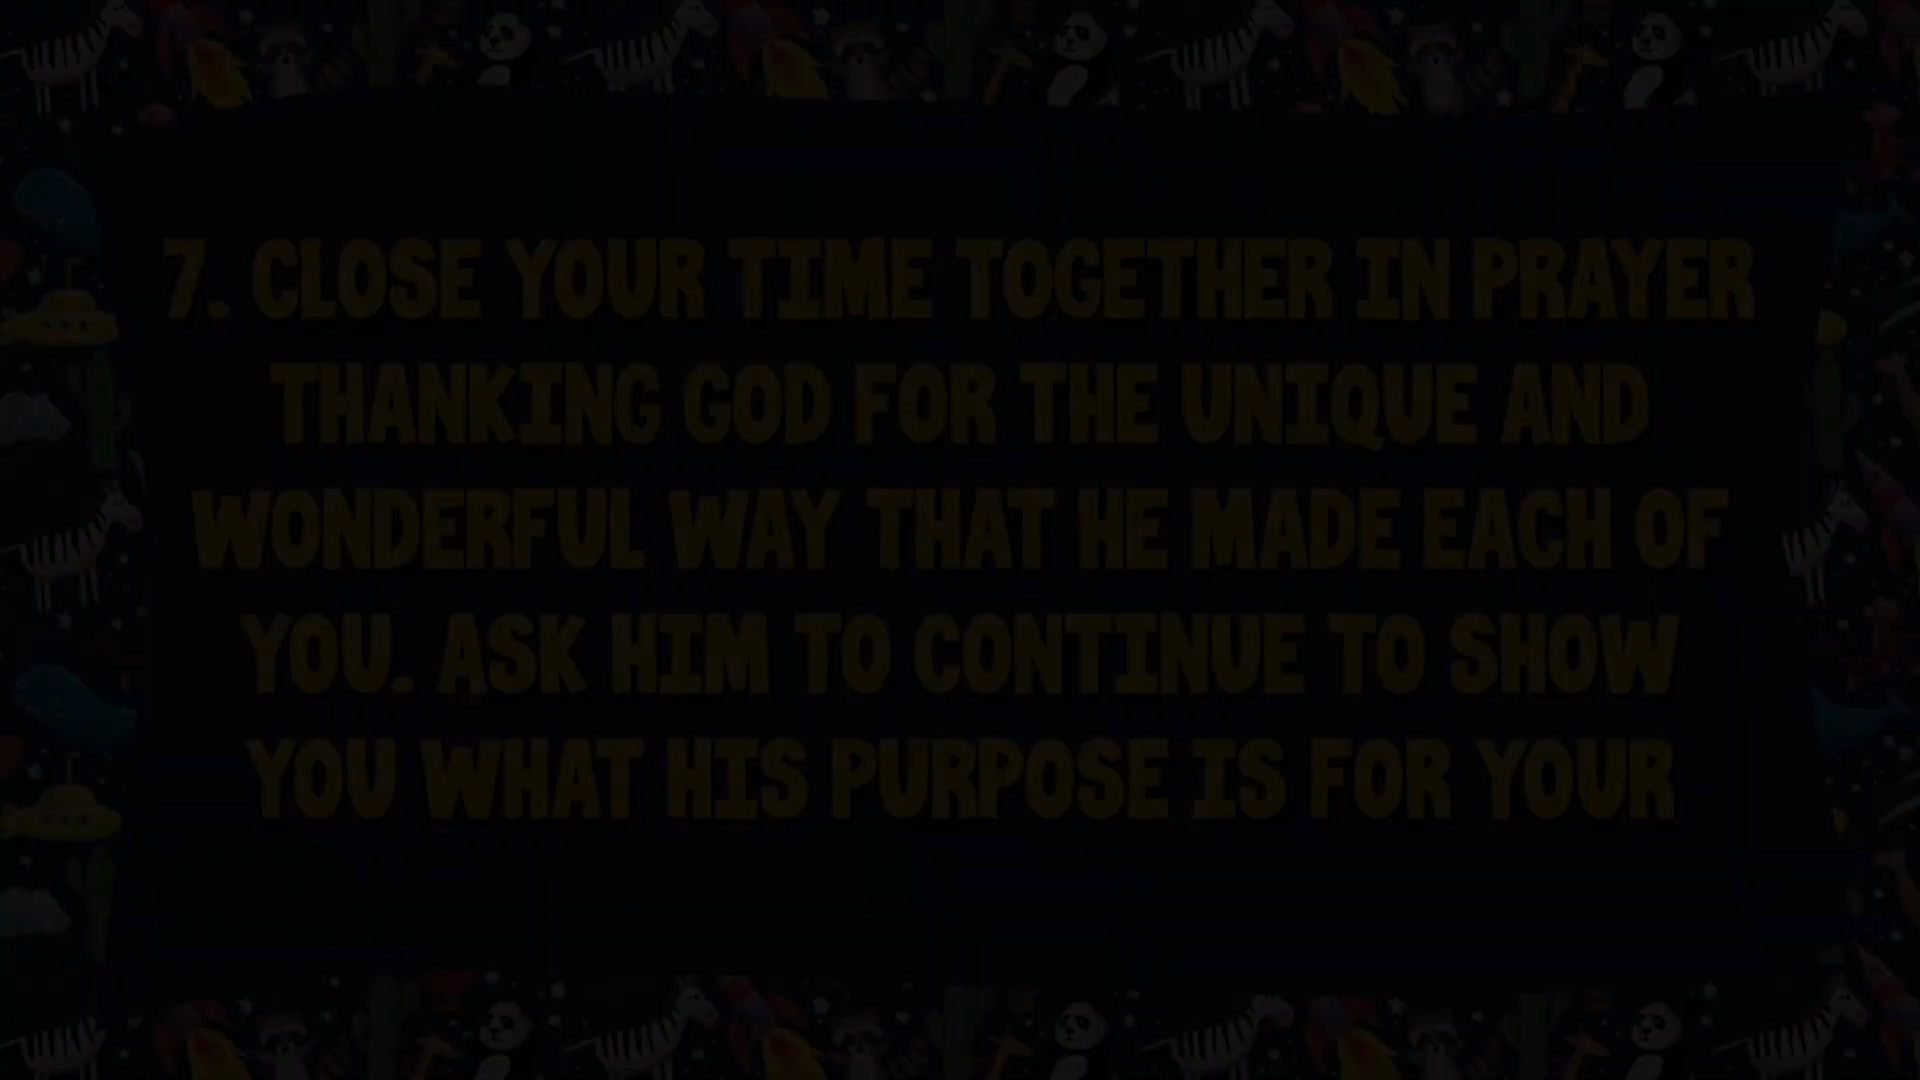 7. CLOSE YOUR TIME TOGETHER IN PRAYER
THANKING GOD FOR THE UNIQUE AND
WONDERFUL WAY THAT HE MADE EACH OF
YOU. ASK HIM TO CONTINUE TO SHOW
YOU WHAT HIS PURPOSE IS FOR YOUR